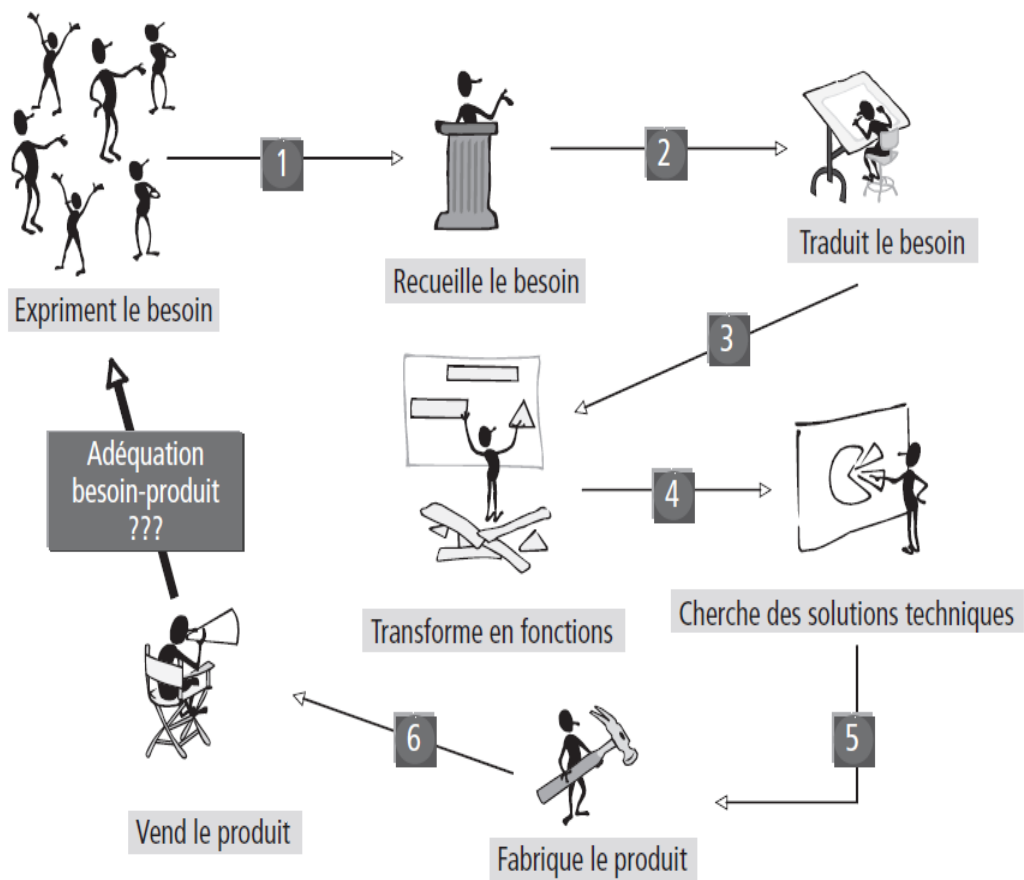 Expriment le besoin
1
Recueille le besoin
2
Traduit le besoin
3
Transforme en fonctions
4
Cherche des solutions techniques
5
Fabrique le produit
6
Vend le produit
Adéquation
besoin-produit
???